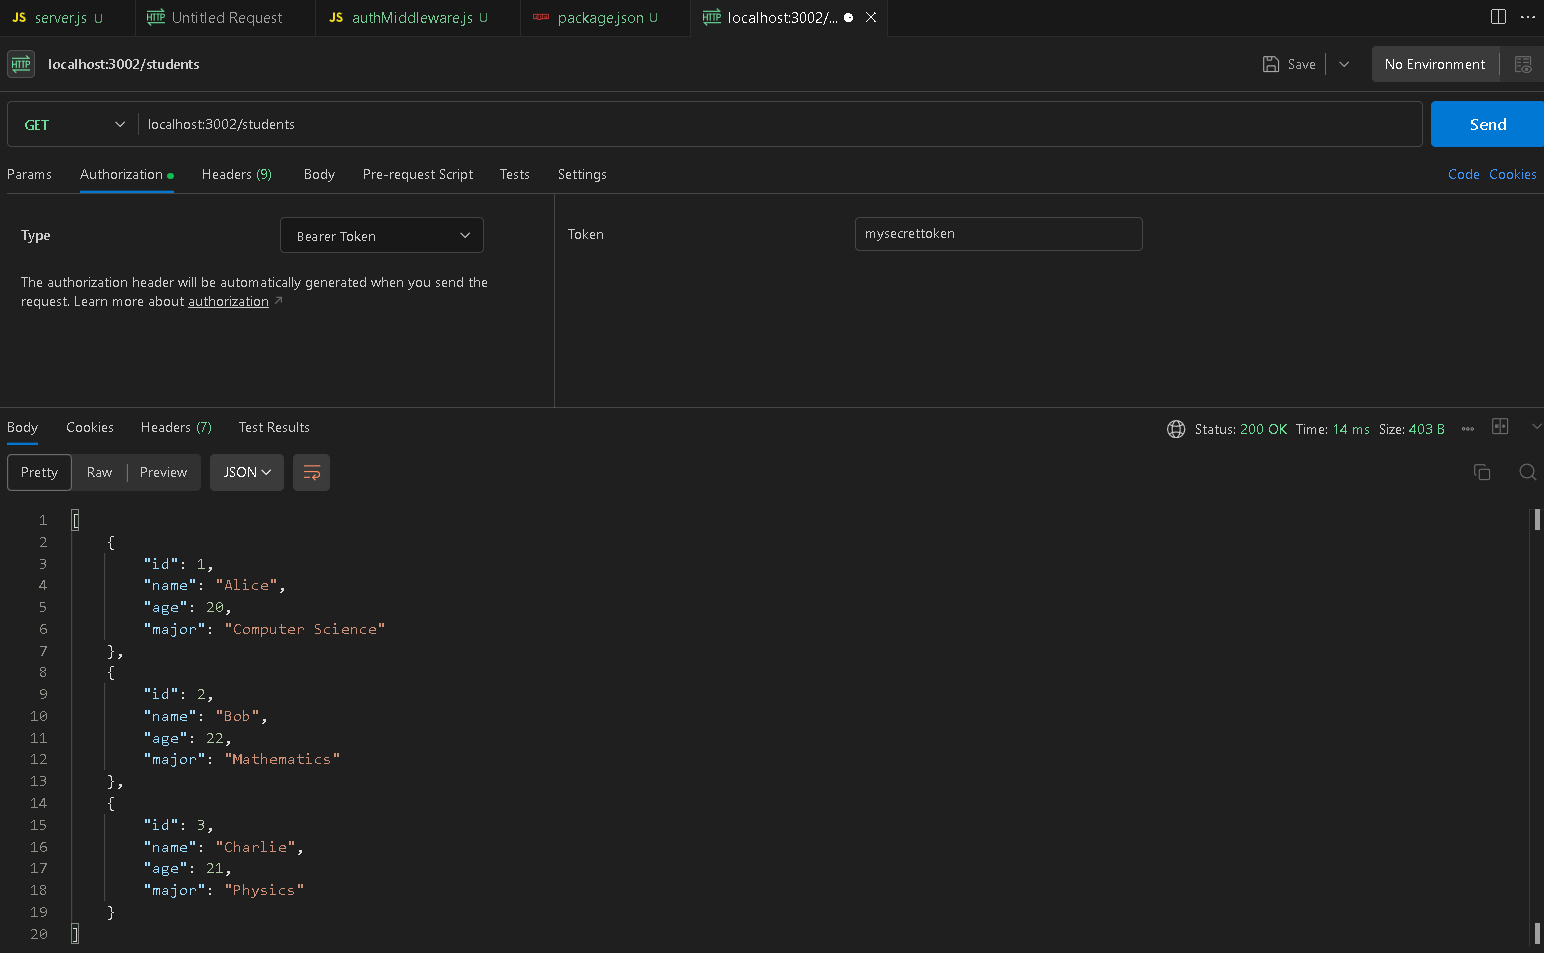 JS server.js U HTTP Untitled Request JS authMiddleware.js U package.json U HTTP localhost:3002/...
HTTP localhost:3002/students Save No Environment
GET localhost:3002/students Send
Params Authorization Headers (9) Body Pre-request Script Tests Settings Code Cookies
Type Bearer Token Token mysecrettoken
The authorization header will be automatically generated when you send the
request. Learn more about authorization
Body Cookies Headers (7) Test Results Status: 200 OK Time: 14 ms Size: 403 B
Pretty Raw Preview JSON
1 [
2 {
3 "id": 1,
4 "name": "Alice",
5 "age": 20,
6 "major": "Computer Science"
7 },
8 {
9 "id": 2,
10 "name": "Bob",
11 "age": 22,
12 "major": "Mathematics"
13 },
14 {
15 "id": 3,
16 "name": "Charlie",
17 "age": 21,
18 "major": "Physics"
19 }
20 ]